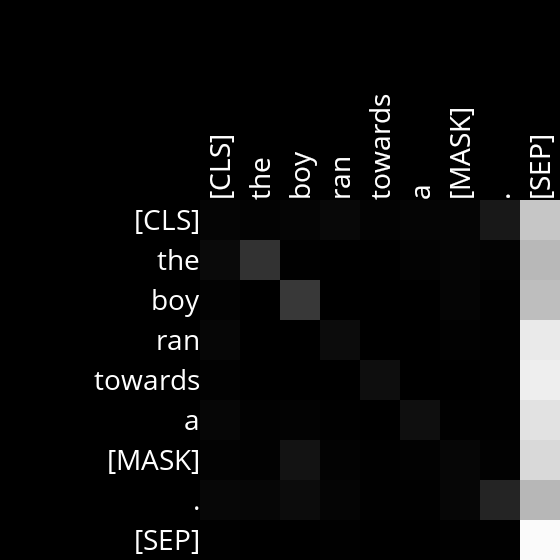 [CLS] the boy ran towards a [MASK] . [SEP]
[CLS]
the
boy
ran
towards
a
[MASK]
.
[SEP]